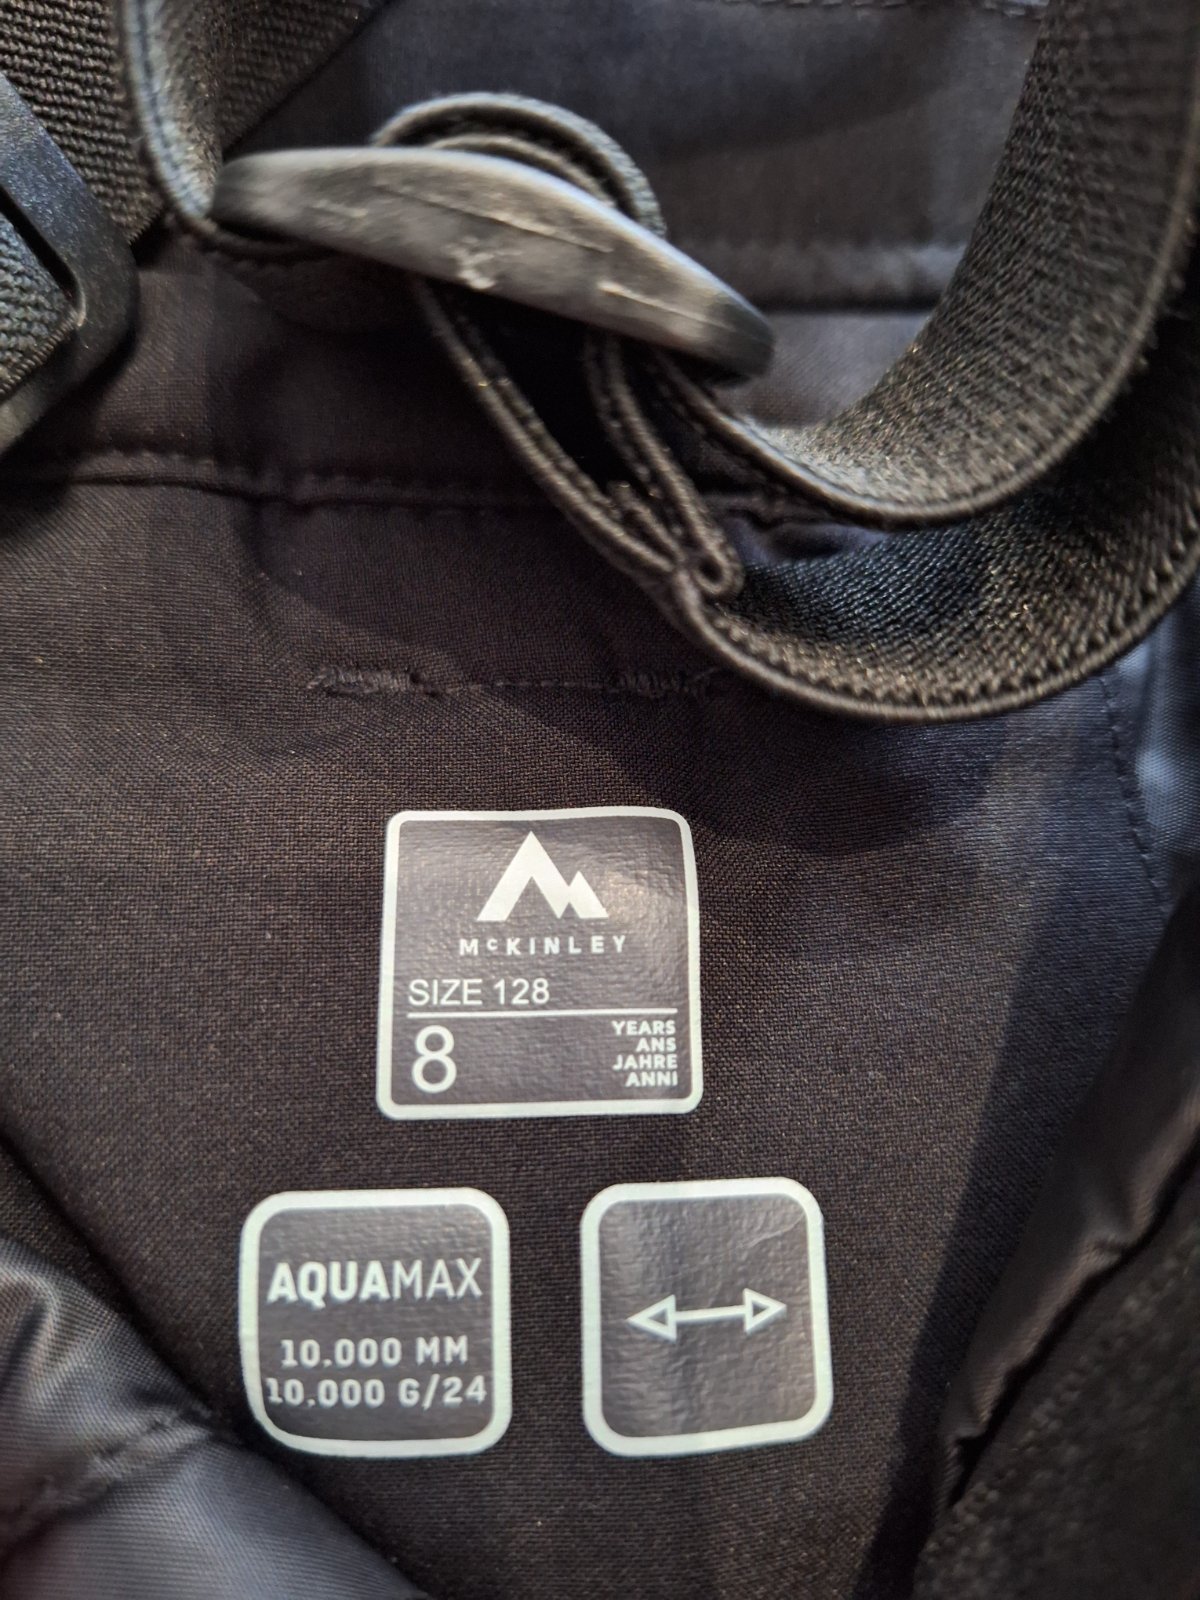 McKINLEY
SIZE 128
8
YEARS
ANS
JAHRE
ANNI
AQUAMAX
10.000 MM
10.000 G/24